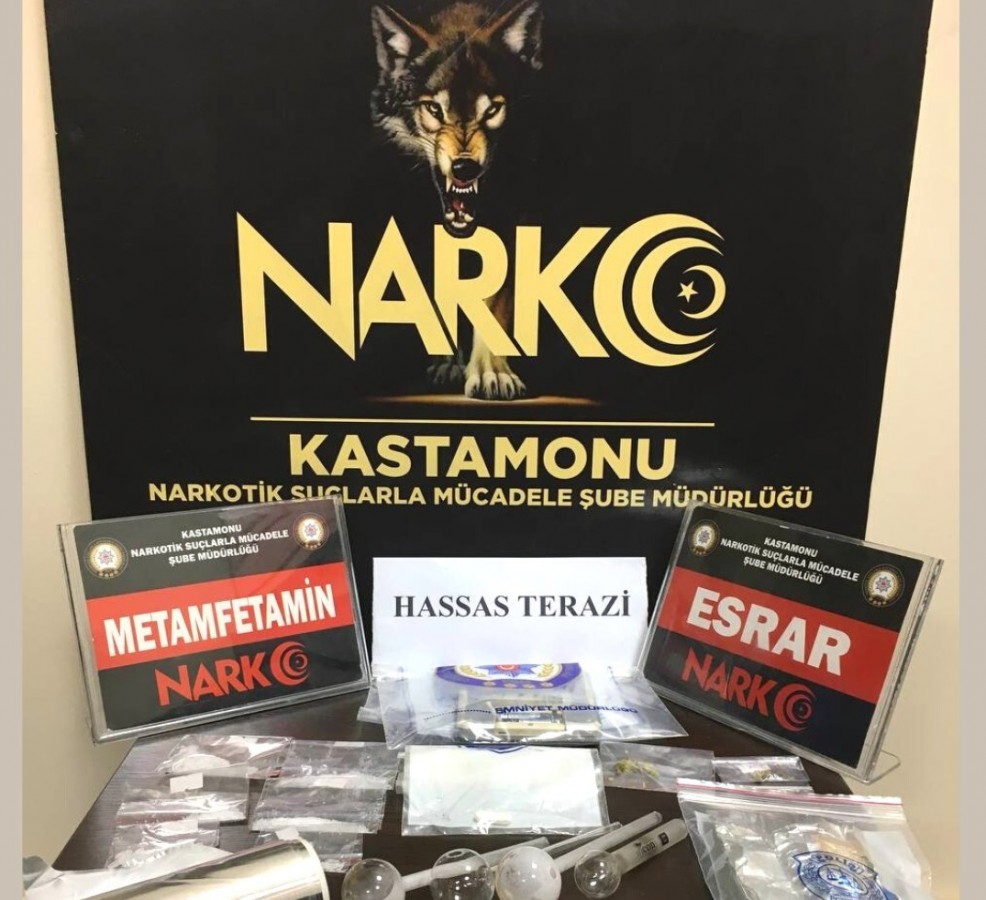 NARKO
KASTAMONU
NARKOTİK SUÇLARLA MÜCADELE ŞUBE MÜDÜRLÜĞÜ
KASTAMONU
NARKOTİK SUÇLARLA MÜCADELE
ŞUBE MÜDÜRLÜĞÜ
METAMFETAMİN
NARKO
HASSAS TERAZİ
KASTAMONU
NARKOTİK SUÇLARLA MÜCADELE
ŞUBE MÜDÜRLÜĞÜ
ESRAR
NARKO
EMNİYET MÜDÜRLÜĞÜ